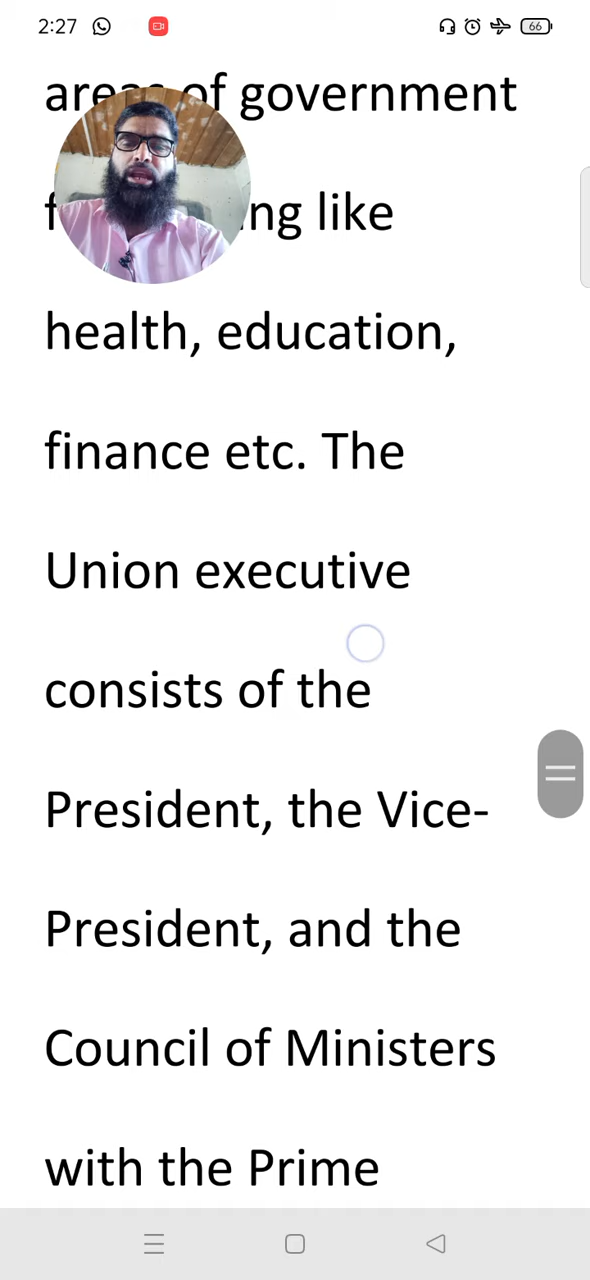 2:27
66
areas of government
like
health, education,
finance etc. The
Union executive
consists of the
President, the Vice-
President, and the
Council of Ministers
with the Prime